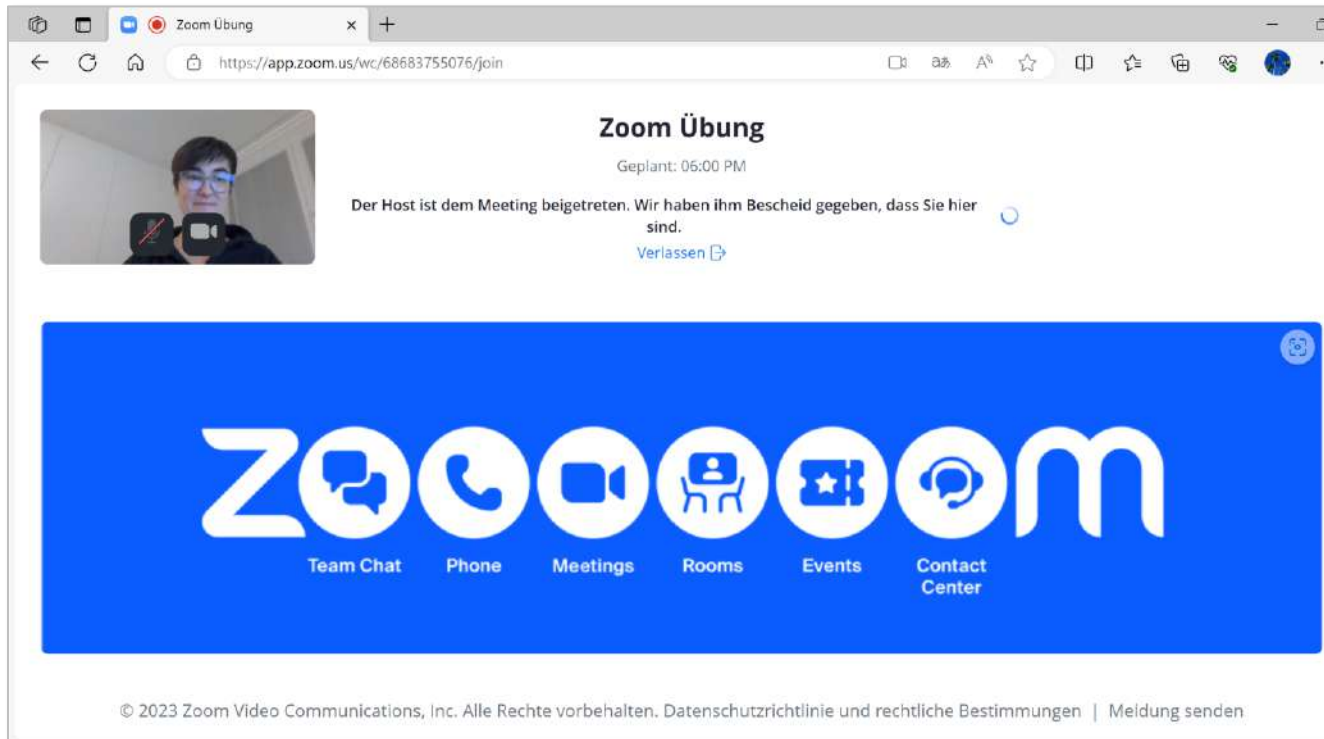 Zoom Übung
https://app.zoom.us/wc/68683755076/join
Zoom Übung
Geplant: 06:00 PM
Der Host ist dem Meeting beigetreten. Wir haben ihm Bescheid gegeben, dass Sie hier
sind.
Verlassen
zoooooom
Team Chat Phone Meetings Rooms Events Contact
Center
© 2023 Zoom Video Communications, Inc. Alle Rechte vorbehalten. Datenschutzrichtlinie und rechtliche Bestimmungen | Meldung senden